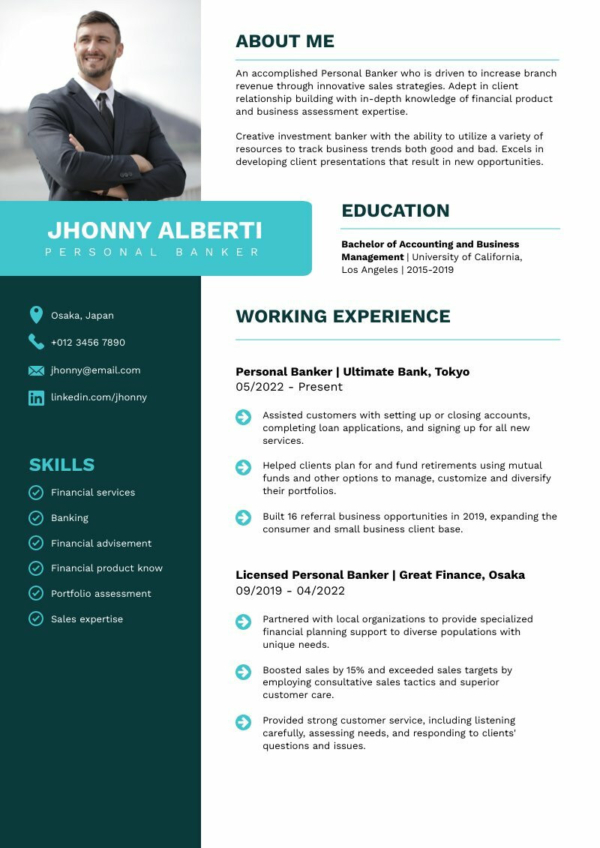 ABOUT ME
An accomplished Personal Banker who is driven to increase branch
revenue through innovative sales strategies. Adept in client
relationship building with in-depth knowledge of financial product
and business assessment expertise.
Creative investment banker with the ability to utilize a variety of
resources to track business trends both good and bad. Excels in
developing client presentations that result in new opportunities.
JHONNY ALBERTI
PERSONAL BANKER
EDUCATION
Bachelor of Accounting and Business
Management | University of California,
Los Angeles | 2015-2019
Osaka, Japan
+012 3456 7890
jhonny@email.com
in linkedin.com/jhonny
SKILLS
Financial services
Banking
Financial advisement
Financial product know
Portfolio assessment
Sales expertise
WORKING EXPERIENCE
Personal Banker | Ultimate Bank, Tokyo
05/2022 - Present
Assisted customers with setting up or closing accounts,
completing loan applications, and signing up for all new
services.
Helped clients plan for and fund retirements using mutual
funds and other options to manage, customize and diversify
their portfolios.
Built 16 referral business opportunities in 2019, expanding the
consumer and small business client base.
Licensed Personal Banker | Great Finance, Osaka
09/2019 - 04/2022
Partnered with local organizations to provide specialized
financial planning support to diverse populations with
unique needs.
Boosted sales by 15% and exceeded sales targets by
employing consultative sales tactics and superior
customer care.
Provided strong customer service, including listening
carefully, assessing needs, and responding to clients'
questions and issues.